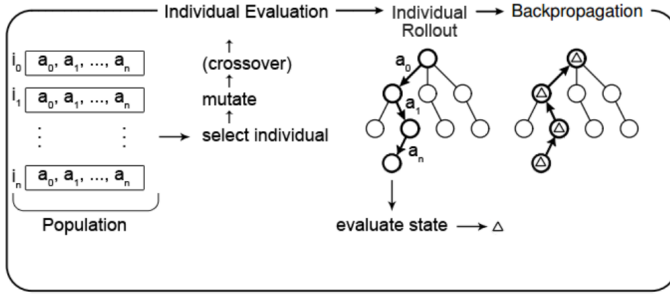 Individual Evaluation → Individual Rollout → Backpropagation
i₀ a₀, a₁, ..., aₙ
i₁ a₀, a₁, ..., aₙ
⋮ ⋮
iₙ a₀, a₁, ..., aₙ
Population
(crossover)
mutate
select individual
a₀
a₁
aₙ
evaluate state → △
△
△
△
△